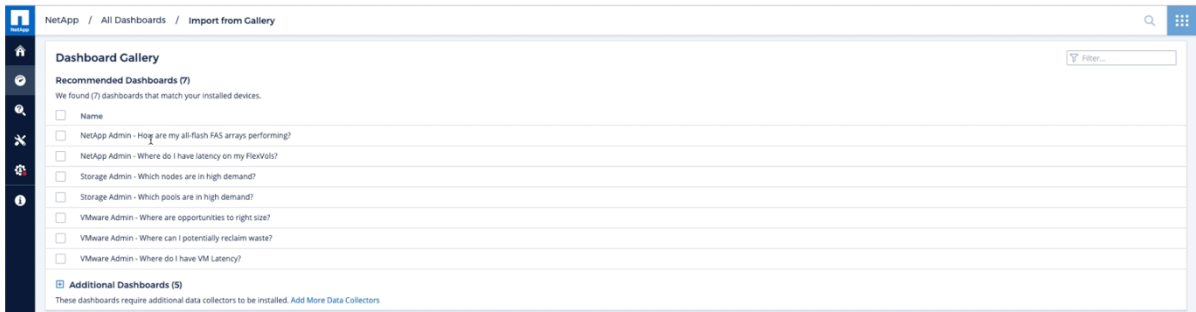 NetApp
NetApp / All Dashboards / Import from Gallery
Dashboard Gallery
Filter...
Recommended Dashboards (7)
We found (7) dashboards that match your installed devices.
Name
NetApp Admin - How are my all-flash FAS arrays performing?
NetApp Admin - Where do I have latency on my FlexVols?
Storage Admin - Which nodes are in high demand?
Storage Admin - Which pools are in high demand?
VMware Admin - Where are opportunities to right size?
VMware Admin - Where can I potentially reclaim waste?
VMware Admin - Where do I have VM Latency?
Additional Dashboards (5)
These dashboards require additional data collectors to be installed. Add More Data Collectors